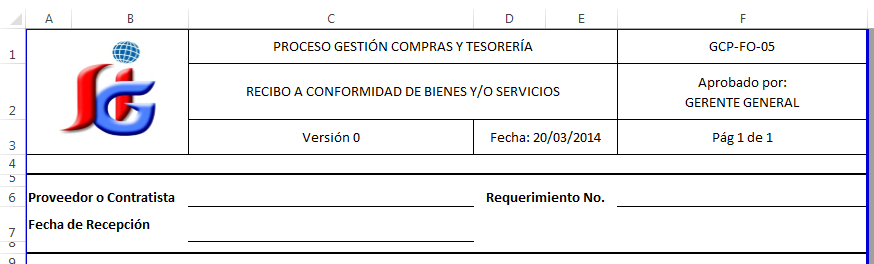 A B C D E F
1 PROCESO GESTIÓN COMPRAS Y TESORERÍA GCP-FO-05
2 RECIBO A CONFORMIDAD DE BIENES Y/O SERVICIOS Aprobado por:
GERENTE GENERAL
3 Versión 0 Fecha: 20/03/2014 Pág 1 de 1
4
5
6 Proveedor o Contratista Requerimiento No.
7 Fecha de Recepción
8
9